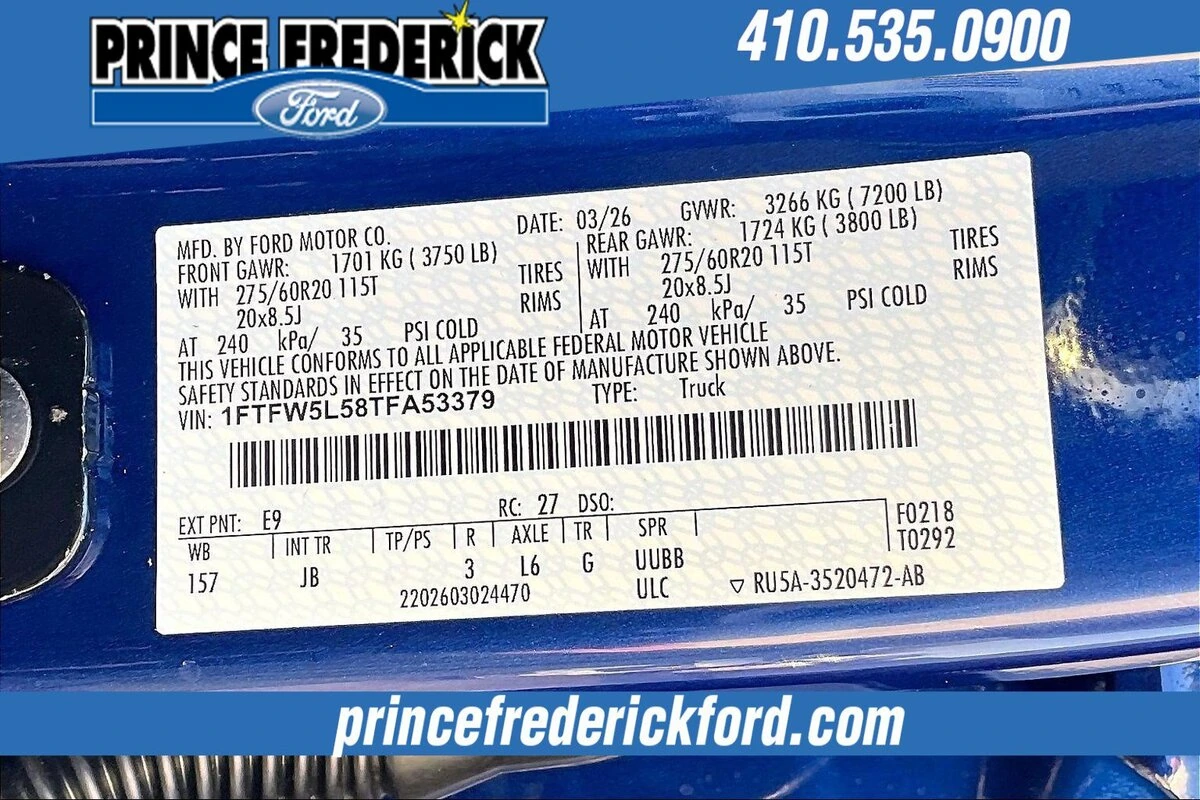 PRINCE FREDERICK
Ford
410.535.0900
MFD. BY FORD MOTOR CO. DATE: 03/26 GVWR: 3266 KG ( 7200 LB)
FRONT GAWR: 1701 KG ( 3750 LB) REAR GAWR: 1724 KG ( 3800 LB)
WITH 275/60R20 115T TIRES WITH 275/60R20 115T TIRES
20x8.5J RIMS 20x8.5J RIMS
AT 240 kPa/ 35 PSI COLD AT 240 kPa/ 35 PSI COLD
THIS VEHICLE CONFORMS TO ALL APPLICABLE FEDERAL MOTOR VEHICLE
SAFETY STANDARDS IN EFFECT ON THE DATE OF MANUFACTURE SHOWN ABOVE.
VIN: 1FTFW5L58TFA53379 TYPE: Truck
EXT PNT: E9 RC: 27 DSO:
WB INT TR TP/PS R AXLE TR SPR F0218
157 JB 3 L6 G UUBB T0292
2202603024470 ULC ▽ RU5A-3520472-AB
princefrederickford.com